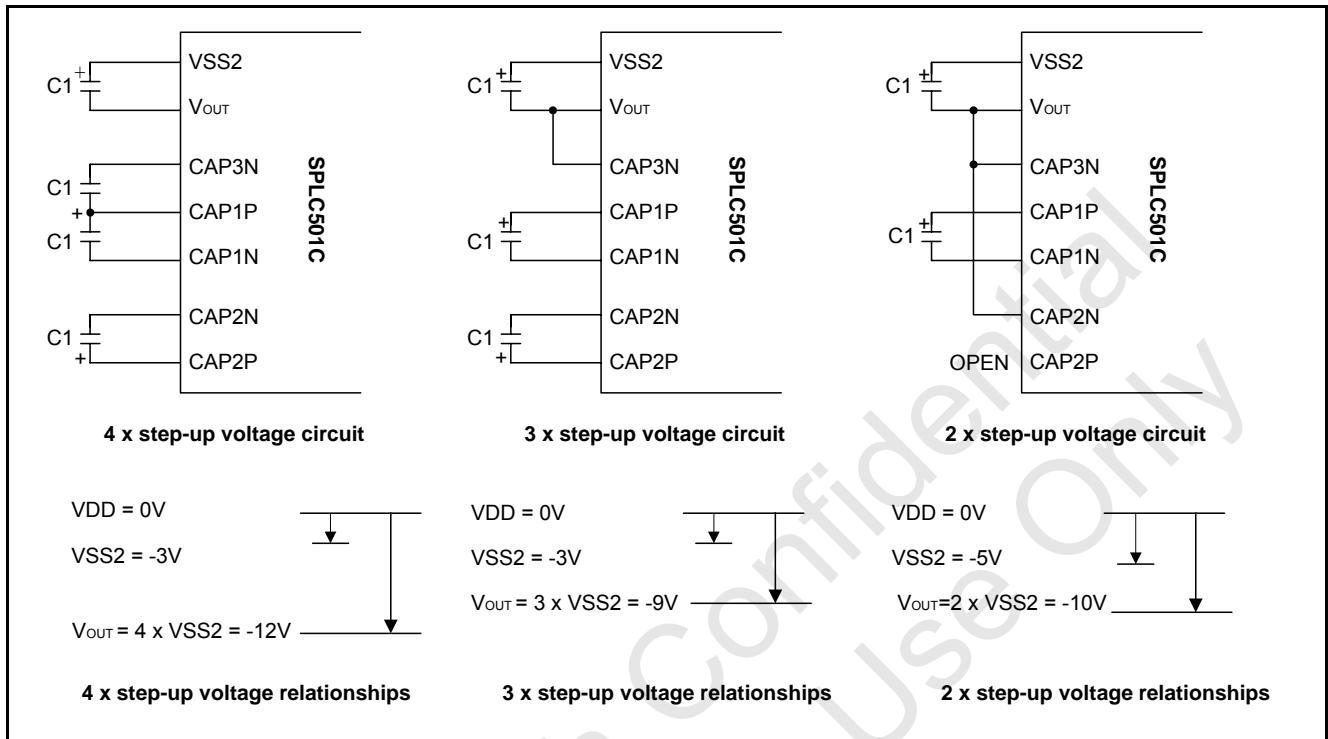 VSS2
C1 +
VOUT
CAP3N
C1
+ CAP1P
C1
CAP1N
CAP2N
C1
+ CAP2P
SPLC501C
4 x step-up voltage circuit
VSS2
C1 +
VOUT
CAP3N
CAP1P
C1 +
CAP1N
CAP2N
C1
+ CAP2P
SPLC501C
3 x step-up voltage circuit
VSS2
C1 +
VOUT
CAP3N
CAP1P
C1 +
CAP1N
CAP2N
OPEN CAP2P
SPLC501C
2 x step-up voltage circuit
VDD = 0V
VSS2 = -3V
VOUT = 4 x VSS2 = -12V
4 x step-up voltage relationships
VDD = 0V
VSS2 = -3V
VOUT = 3 x VSS2 = -9V
3 x step-up voltage relationships
VDD = 0V
VSS2 = -5V
VOUT=2 x VSS2 = -10V
2 x step-up voltage relationships
Confidential
Use Only